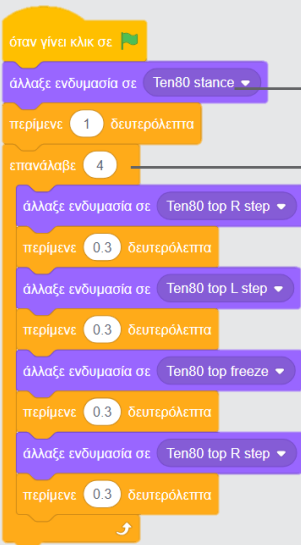 όταν γίνει κλικ σε
άλλαξε ενδυμασία σε Ten80 stance
περίμενε 1 δευτερόλεπτα
επανάλαβε 4
άλλαξε ενδυμασία σε Ten80 top R step
περίμενε 0.3 δευτερόλεπτα
άλλαξε ενδυμασία σε Ten80 top L step
περίμενε 0.3 δευτερόλεπτα
άλλαξε ενδυμασία σε Ten80 top freeze
περίμενε 0.3 δευτερόλεπτα
άλλαξε ενδυμασία σε Ten80 top R step
περίμενε 0.3 δευτερόλεπτα